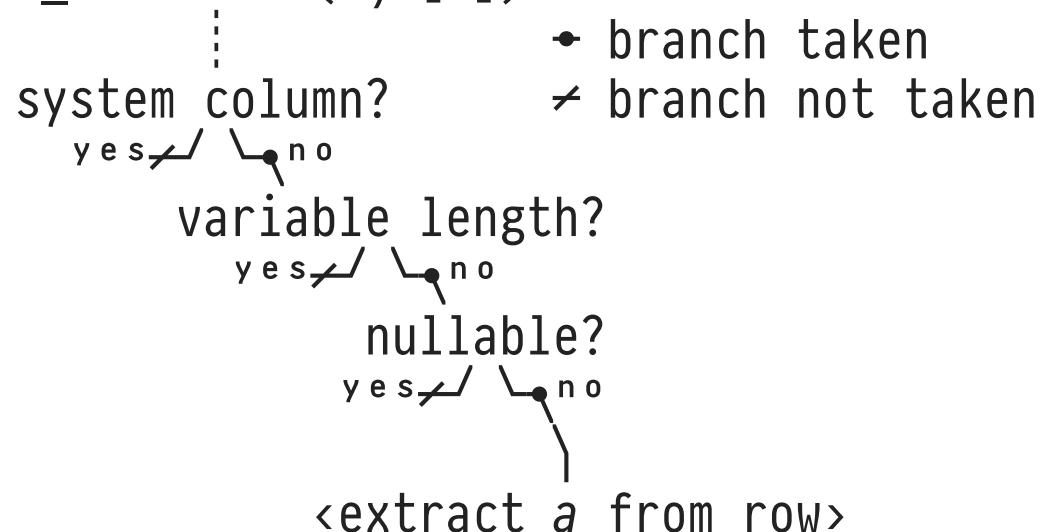 branch taken
branch not taken
system column?
yes no
variable length?
yes no
nullable?
yes no
<extract a from row>